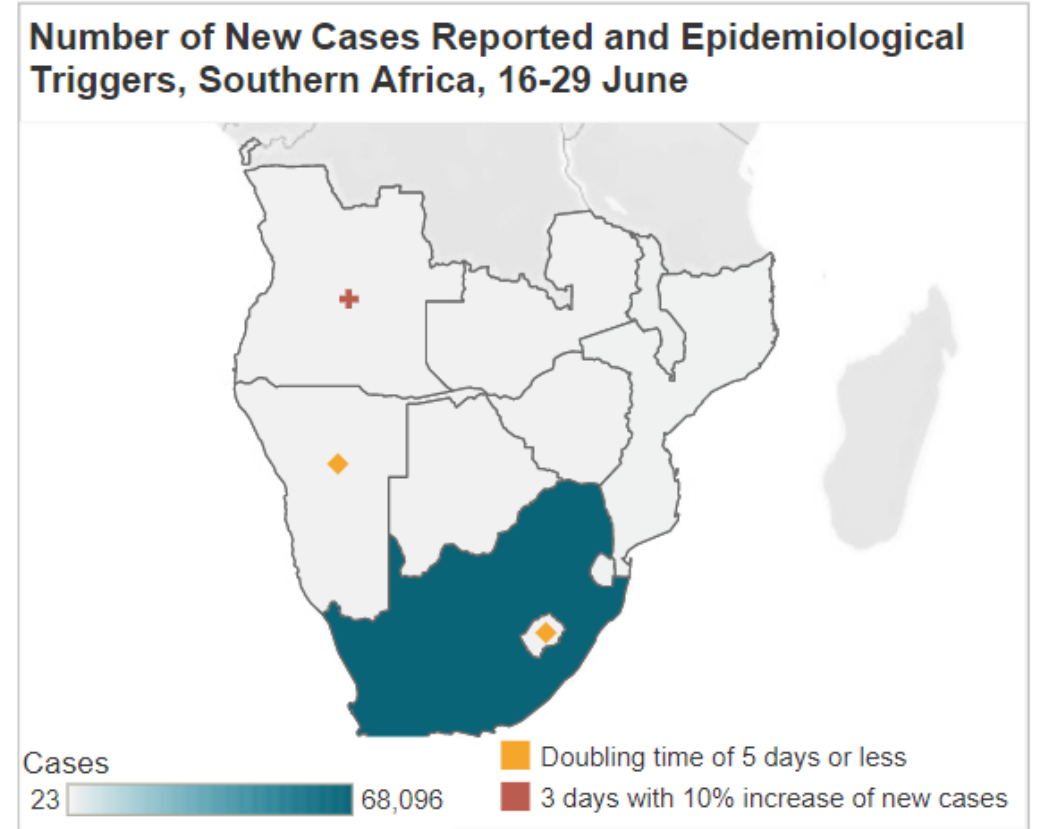 Number of New Cases Reported and Epidemiological
Triggers, Southern Africa, 16-29 June
Cases
23 68,096
Doubling time of 5 days or less
3 days with 10% increase of new cases